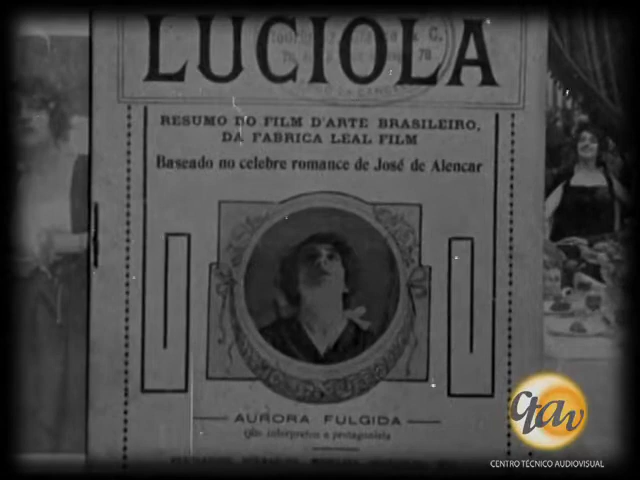 LUCIOLA
RESUMO DO FILM D'ARTE BRASILEIRO,
DA FABRICA LEAL FILM
Baseado no celebre romance de José de Alencar
AURORA FULGIDA
que interpretou a protagonista
ctav
CENTRO TÉCNICO AUDIOVISUAL